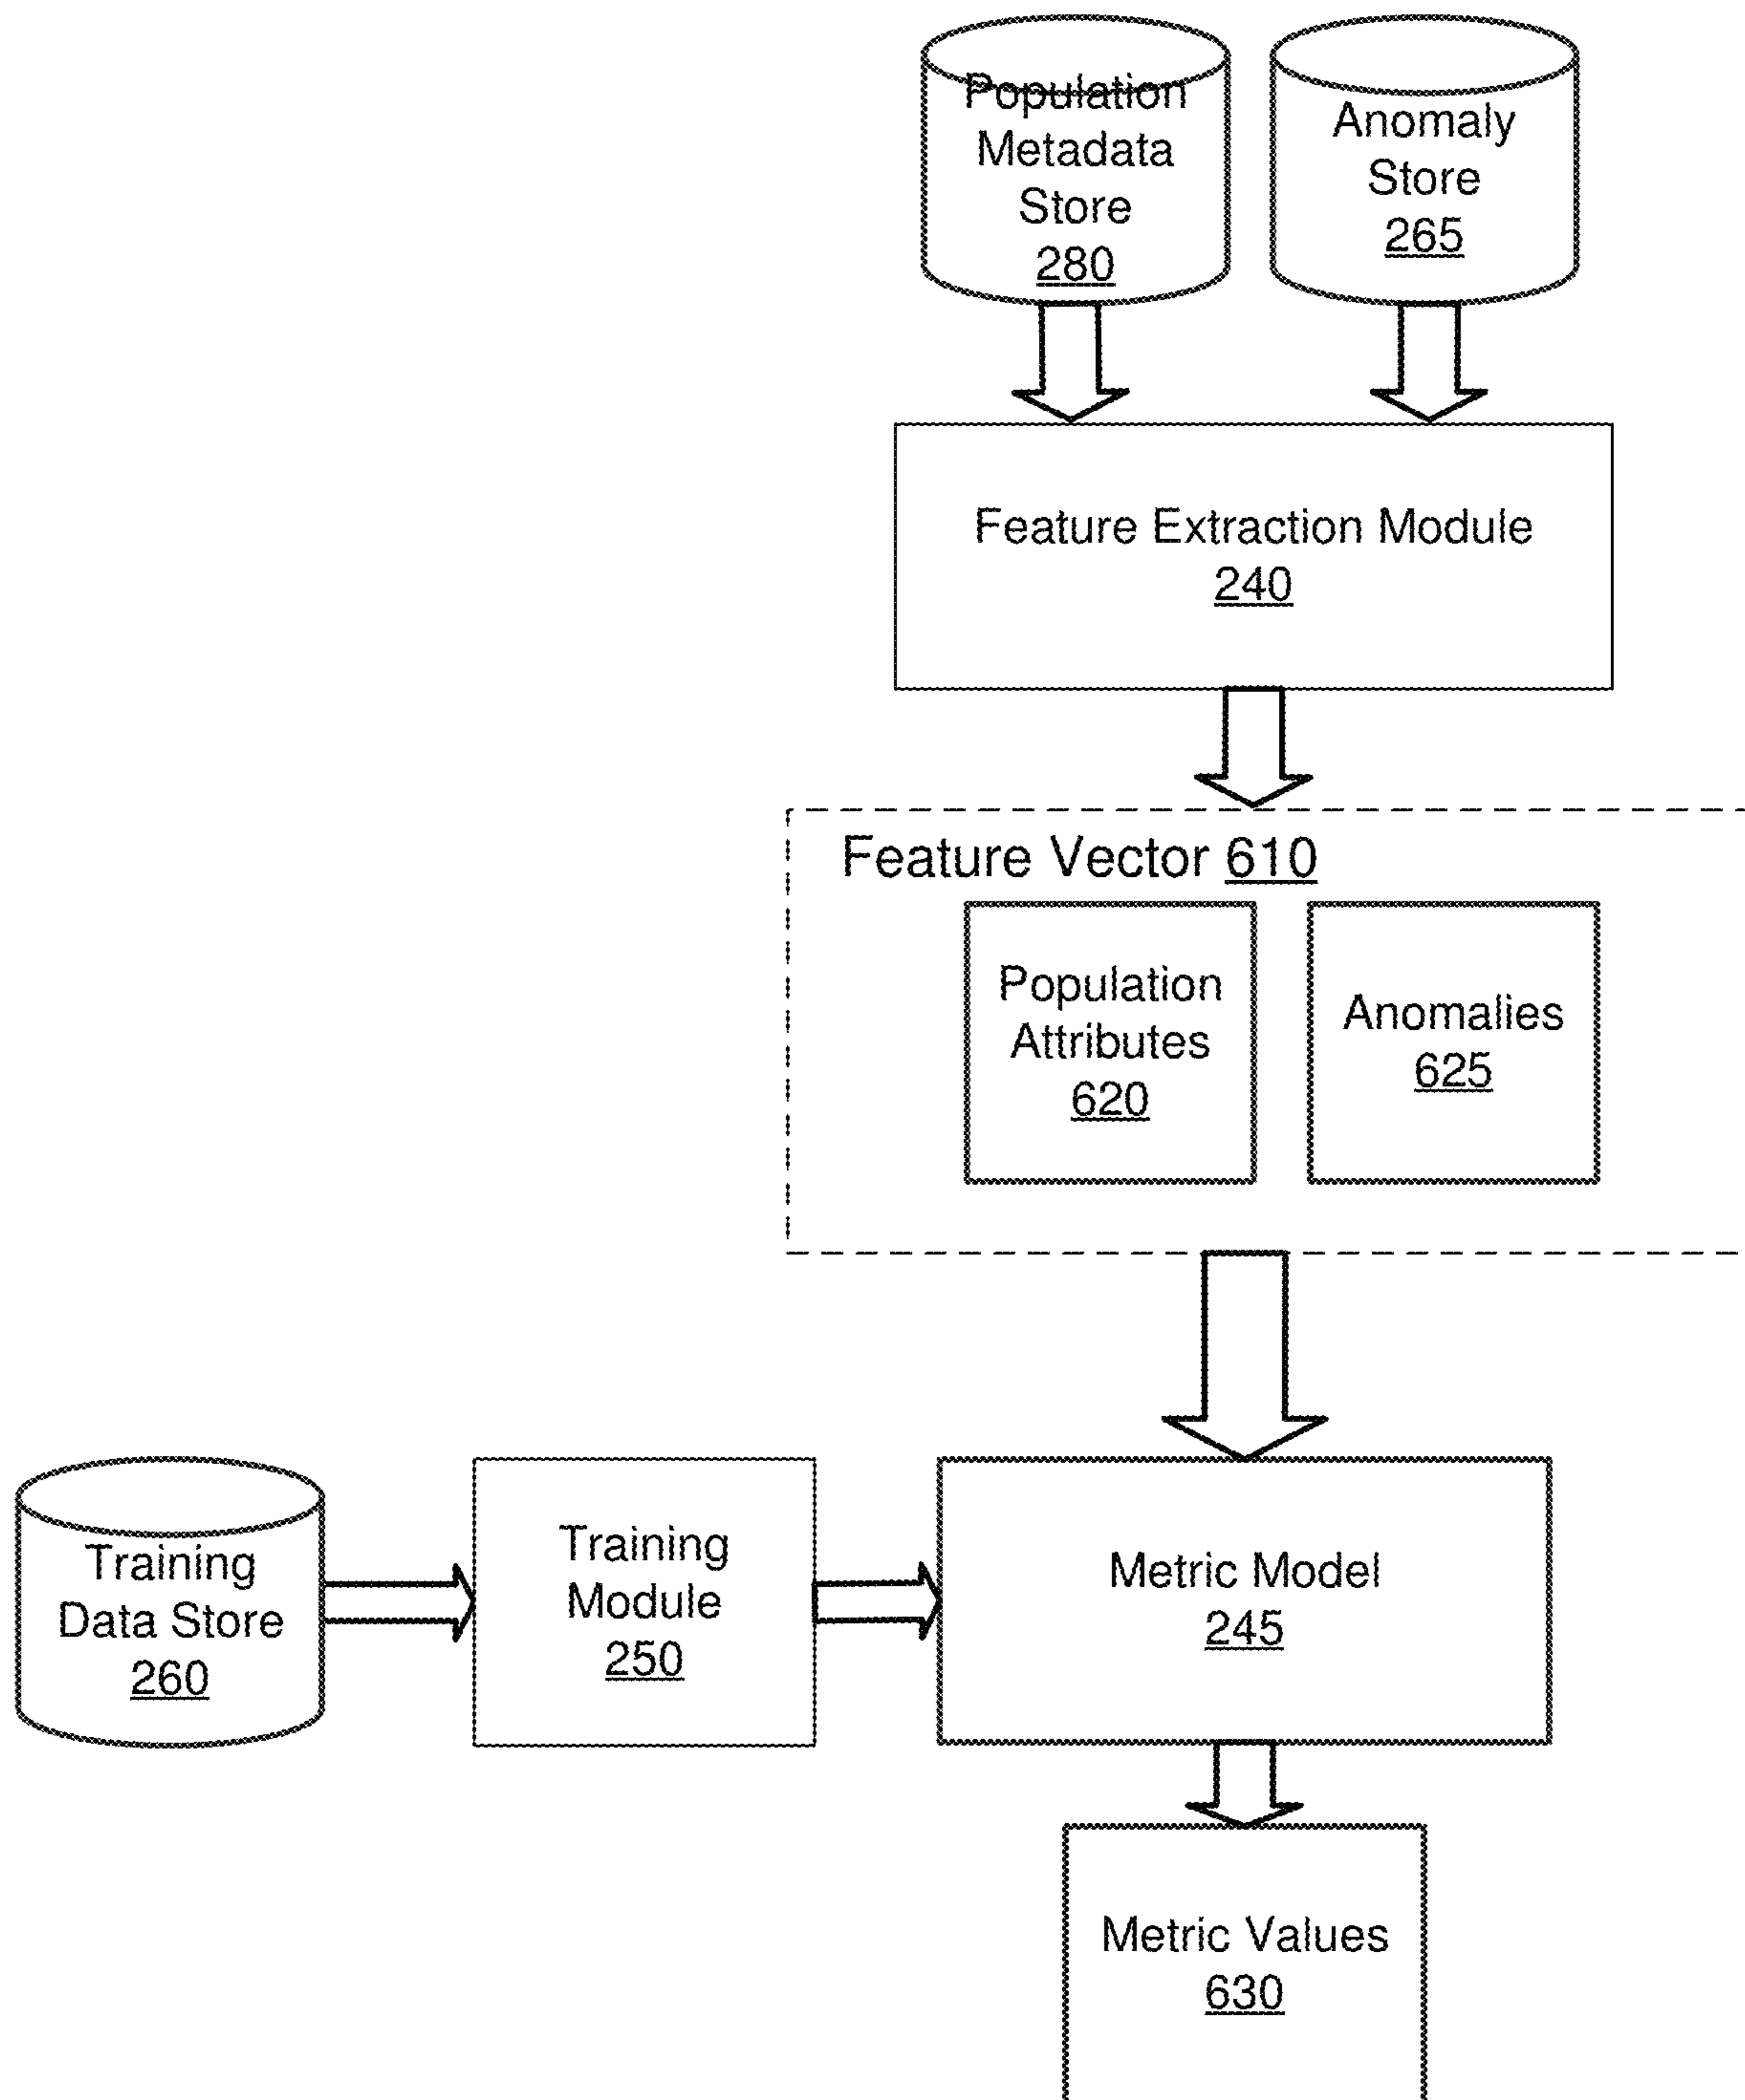 Population
Metadata
Store
280
Anomaly
Store
265
Feature Extraction Module
240
Feature Vector 610
Population
Attributes
620
Anomalies
625
Training
Data Store
260
Training
Module
250
Metric Model
245
Metric Values
630